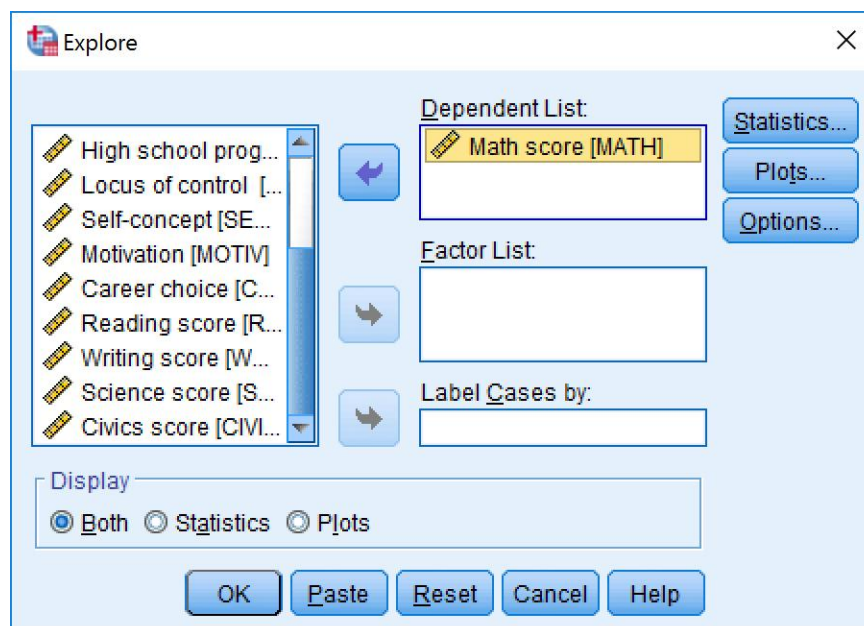 Explore
Dependent List:
Math score [MATH]
Statistics...
Plots...
Options...
High school prog...
Locus of control [...
Self-concept [SE...
Motivation [MOTIV]
Career choice [C...
Reading score [R...
Writing score [W...
Science score [S...
Civics score [CIVI...
Factor List:
Label Cases by:
Display
Both Statistics Plots
OK Paste Reset Cancel Help